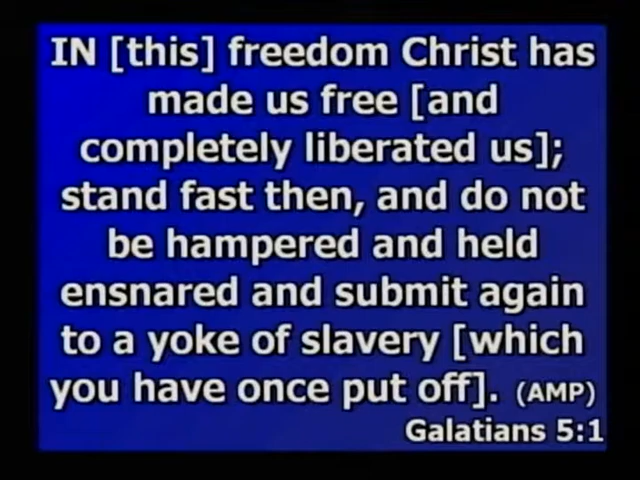 IN [this] freedom Christ has
made us free [and
completely liberated us];
stand fast then, and do not
be hampered and held
ensnared and submit again
to a yoke of slavery [which
you have once put off]. (AMP)
Galatians 5:1